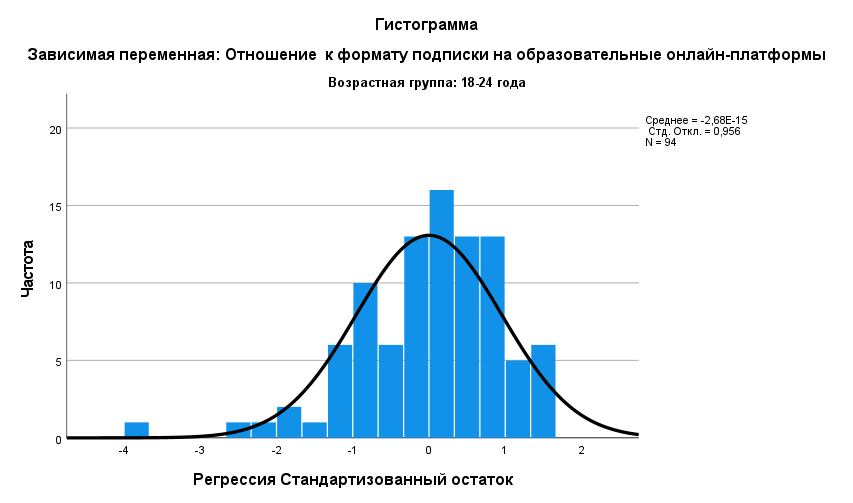 Гистограмма
Зависимая переменная: Отношение к формату подписки на образовательные онлайн-платформы
Возрастная группа: 18-24 года
Среднее = -2,68E-15
Стд. Откл. = 0,956
N = 94
Частота
20
15
10
5
0
-4 -3 -2 -1 0 1 2
Регрессия Стандартизованный остаток